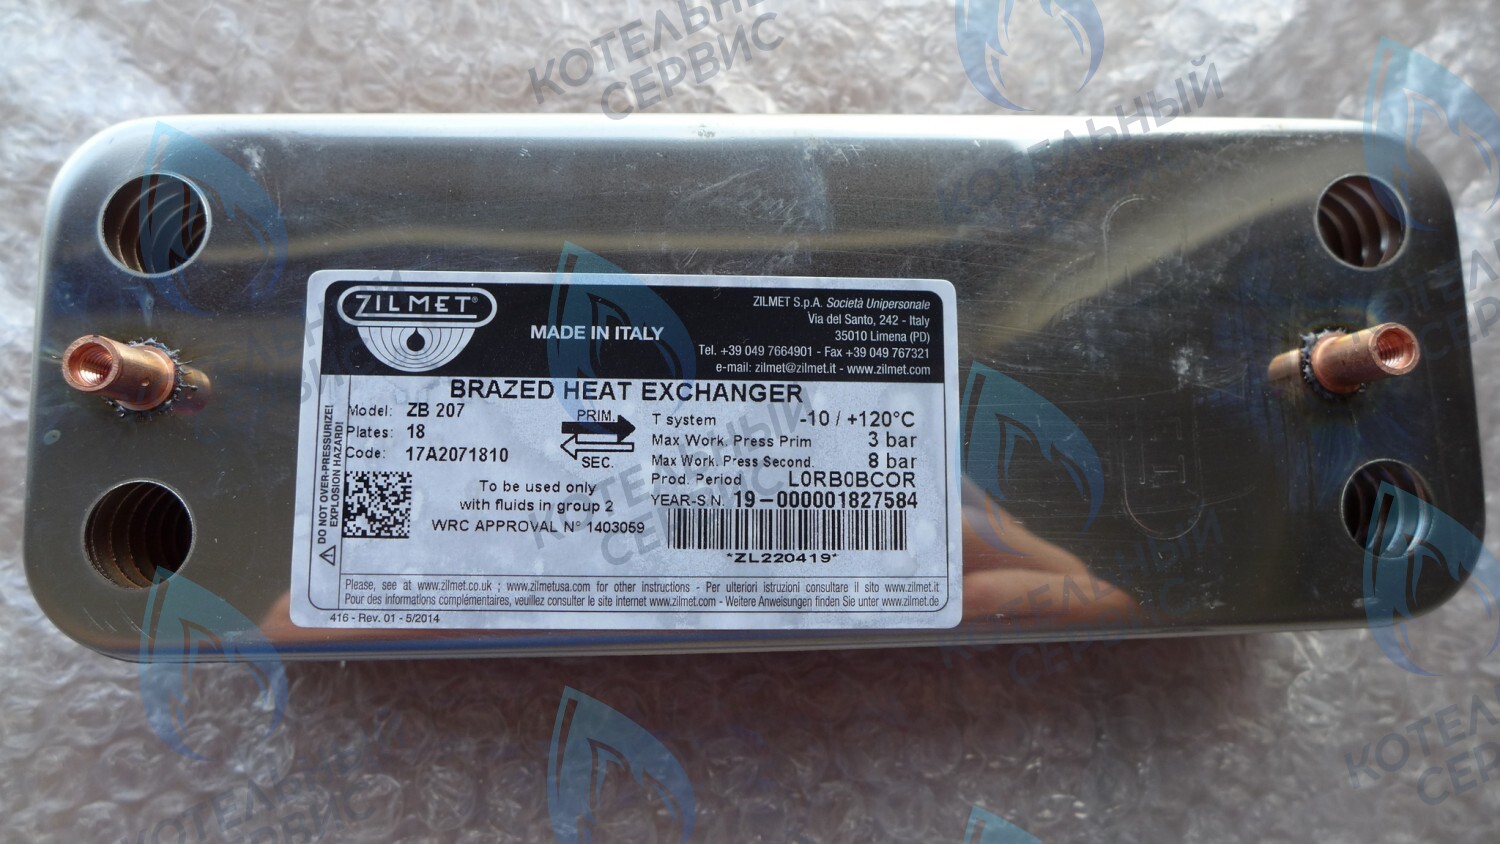 КОТЕЛЬНЫЙ
СЕРВИС
ZILMET®
MADE IN ITALY
ZILMET S.p.A. Società Unipersonale
Via del Santo, 242 - Italy
35010 Limena (PD)
Tel. +39 049 7664901 - Fax +39 049 767321
e-mail: zilmet@zilmet.it - www.zilmet.com
BRAZED HEAT EXCHANGER
Model: ZB 207
Plates: 18
Code: 17A2071810
PRIM.
SEC.
T system -10 / +120°C
Max Work. Press Prim 3 bar
Max Work. Press Second. 8 bar
Prod. Period L0RB0BCOR
YEAR-S.N. 19-000001827584
*ZL220419*
To be used only
with fluids in group 2
WRC APPROVAL N° 1403059
DO NOT OVER-PRESSURIZE!
EXPLOSION HAZARD!
Please, see at www.zilmet.co.uk ; www.zilmetusa.com for other instructions - Per ulteriori istruzioni consultare il sito www.zilmet.it
Pour des informations complémentaires, veuillez consulter le site internet www.zilmet.com - Weitere Anweisungen finden Sie unter www.zilmet.de
416 - Rev. 01 - 5/2014